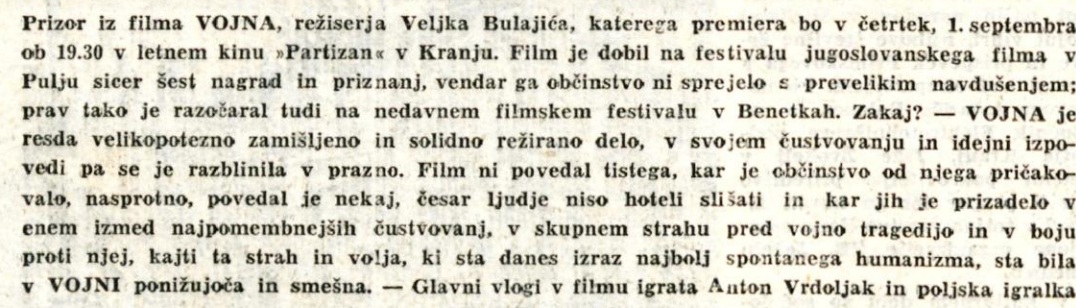 Prizor iz filma VOJNA, režiserja Veljka Bulajića, katerega premiera bo v četrtek, 1. septembra
ob 19.30 v letnem kinu »Partizan« v Kranju. Film je dobil na festivalu jugoslovanskega filma v
Pulju sicer šest nagrad in priznanj, vendar ga občinstvo ni sprejelo s prevelikim navdušenjem;
prav tako je razočaral tudi na nedavnem filmskem festivalu v Benetkah. Zakaj? — VOJNA je
resda velikopotezno zamišljeno in solidno režirano delo, v svojem čustvovanju in idejni izpo-
vedi pa se je razblinila v prazno. Film ni povedal tistega, kar je občinstvo od njega pričako-
valo, nasprotno, povedal je nekaj, česar ljudje niso hoteli slišati in kar jih je prizadelo v
enem izmed najpomembnejših čustvovanj, v skupnem strahu pred vojno tragedijo in v boju
proti njej, kajti ta strah in volja, ki sta danes izraz najbolj spontanega humanizma, sta bila
v VOJNI ponižujoča in smešna. — Glavni vlogi v filmu igrata Anton Vrdoljak in poljska igralka